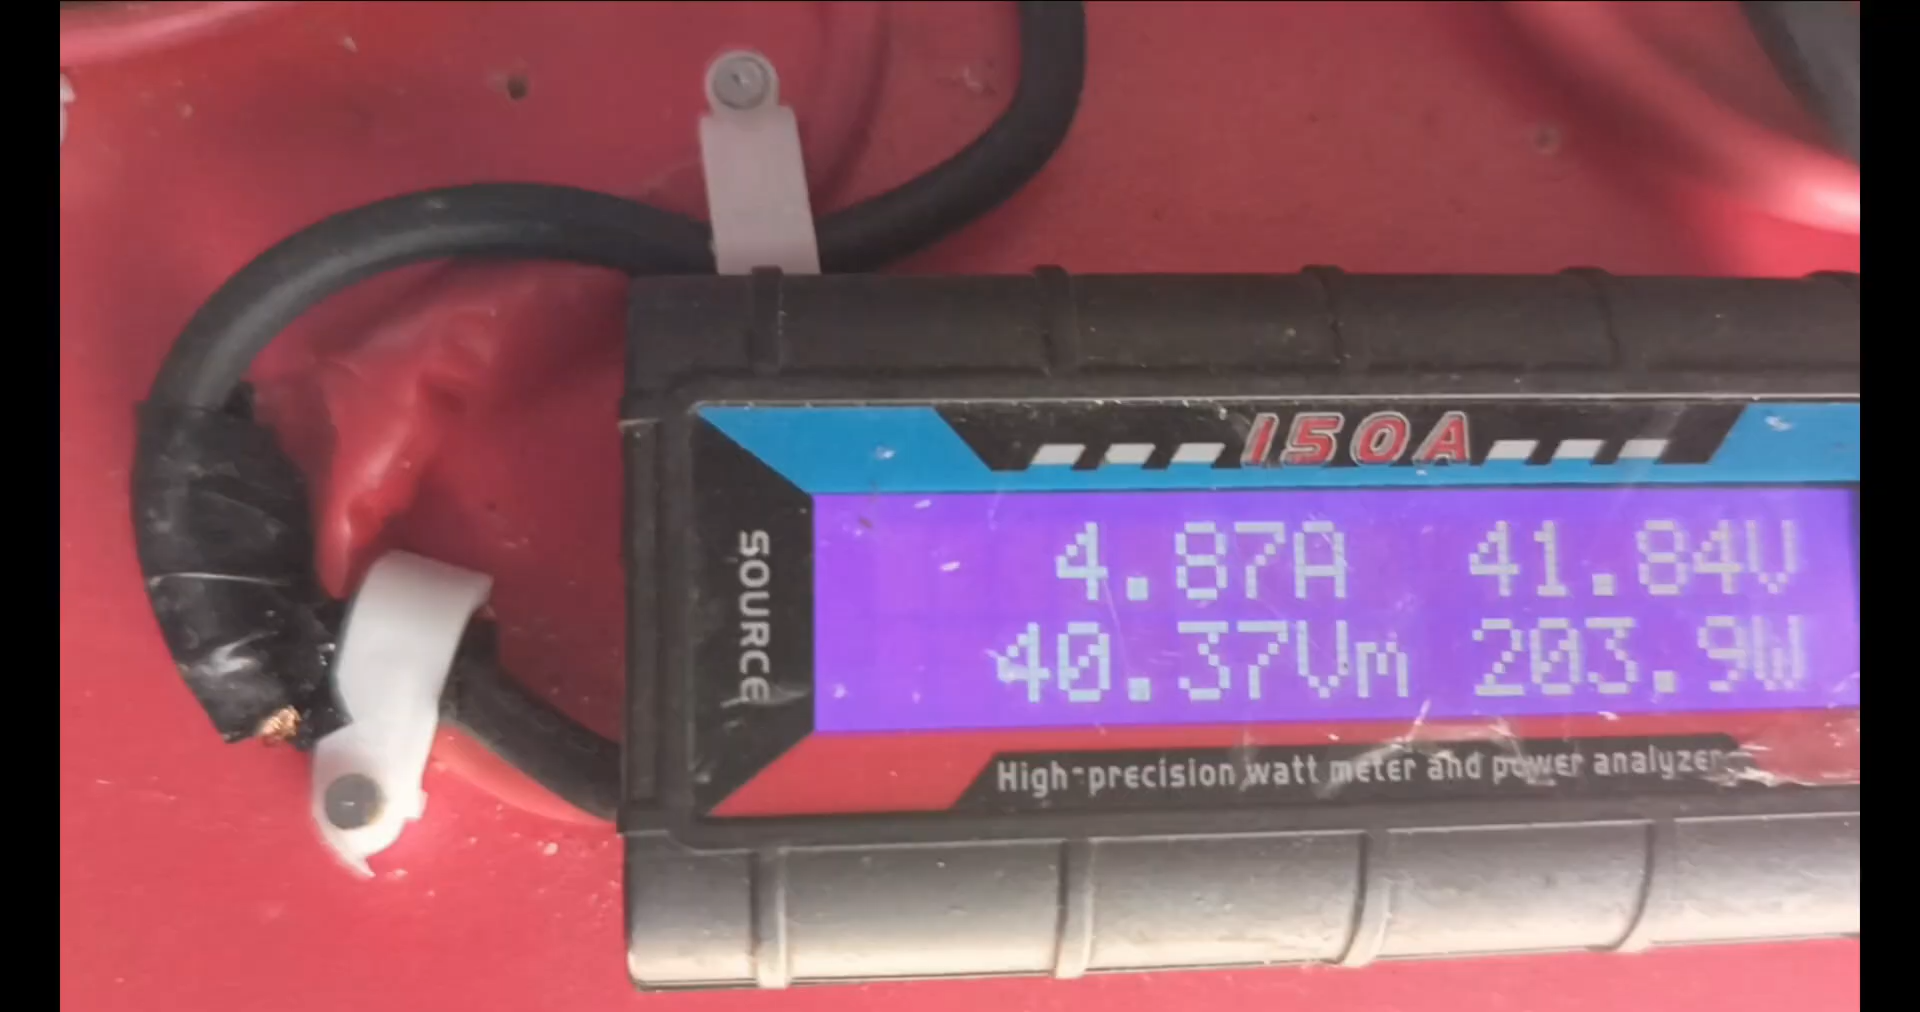 150A
SOURCE
4.87A 41.84V
40.37Vm 203.9W
High-precision watt meter and power analyzer